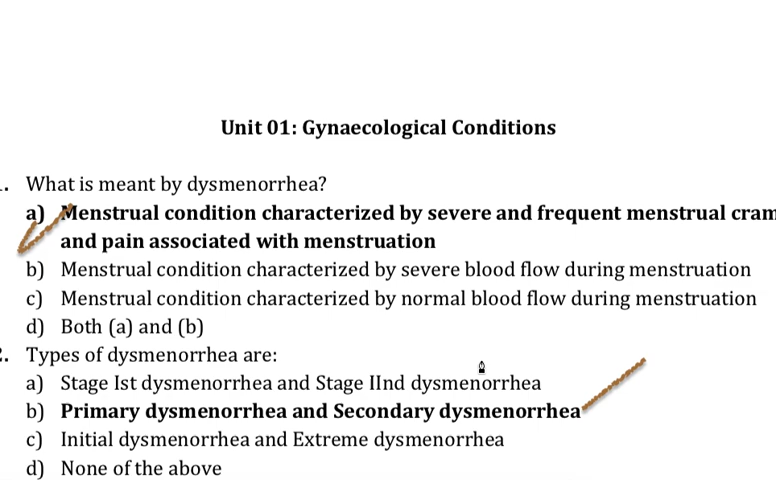 Unit 01: Gynaecological Conditions
. What is meant by dysmenorrhea?
a) Menstrual condition characterized by severe and frequent menstrual cram
and pain associated with menstruation
b) Menstrual condition characterized by severe blood flow during menstruation
c) Menstrual condition characterized by normal blood flow during menstruation
d) Both (a) and (b)
. Types of dysmenorrhea are:
a) Stage Ist dysmenorrhea and Stage IInd dysmenorrhea
b) Primary dysmenorrhea and Secondary dysmenorrhea
c) Initial dysmenorrhea and Extreme dysmenorrhea
d) None of the above